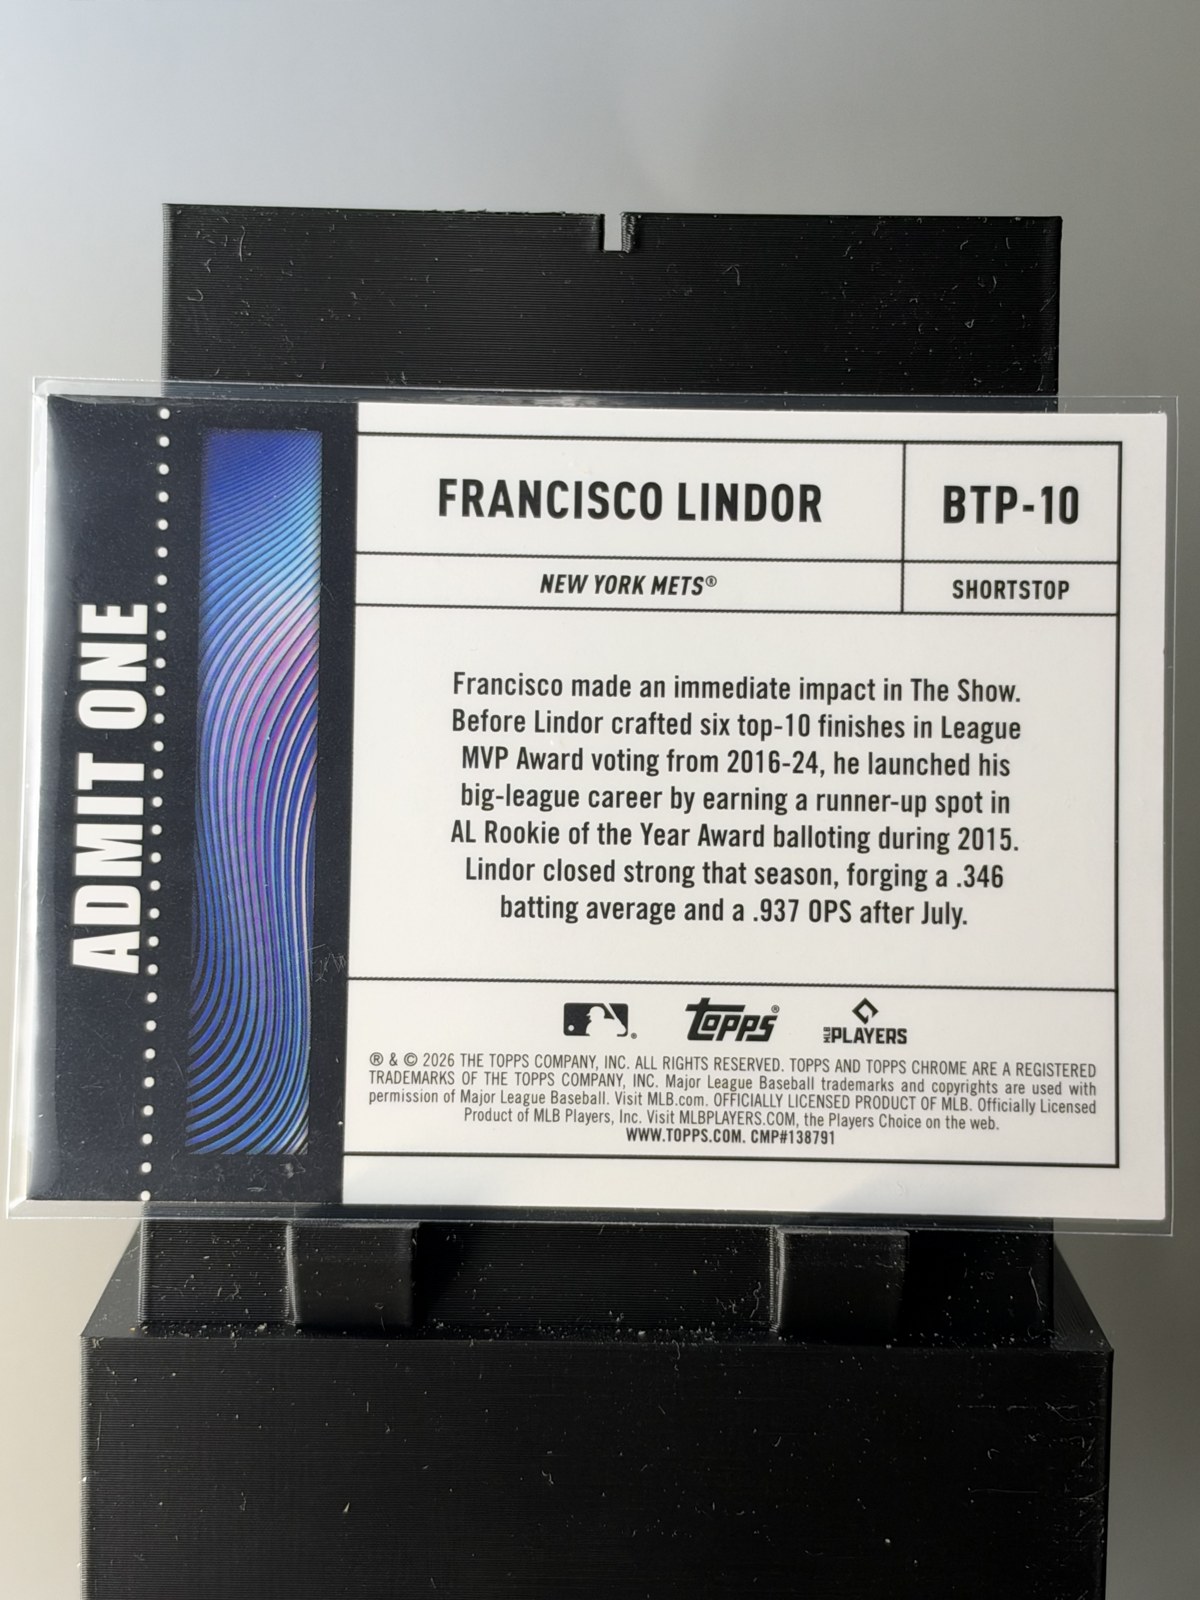 ADMIT ONE
FRANCISCO LINDOR
BTP-10
NEW YORK METS®
SHORTSTOP
Francisco made an immediate impact in The Show.
Before Lindor crafted six top-10 finishes in League
MVP Award voting from 2016-24, he launched his
big-league career by earning a runner-up spot in
AL Rookie of the Year Award balloting during 2015.
Lindor closed strong that season, forging a .346
batting average and a .937 OPS after July.
Topps®
MLB PLAYERS
® & © 2026 THE TOPPS COMPANY, INC. ALL RIGHTS RESERVED. TOPPS AND TOPPS CHROME ARE A REGISTERED
TRADEMARKS OF THE TOPPS COMPANY, INC. Major League Baseball trademarks and copyrights are used with
permission of Major League Baseball. Visit MLB.com. OFFICIALLY LICENSED PRODUCT OF MLB. Officially Licensed
Product of MLB Players, Inc. Visit MLBPLAYERS.COM, the Players Choice on the web.
WWW.TOPPS.COM. CMP#138791